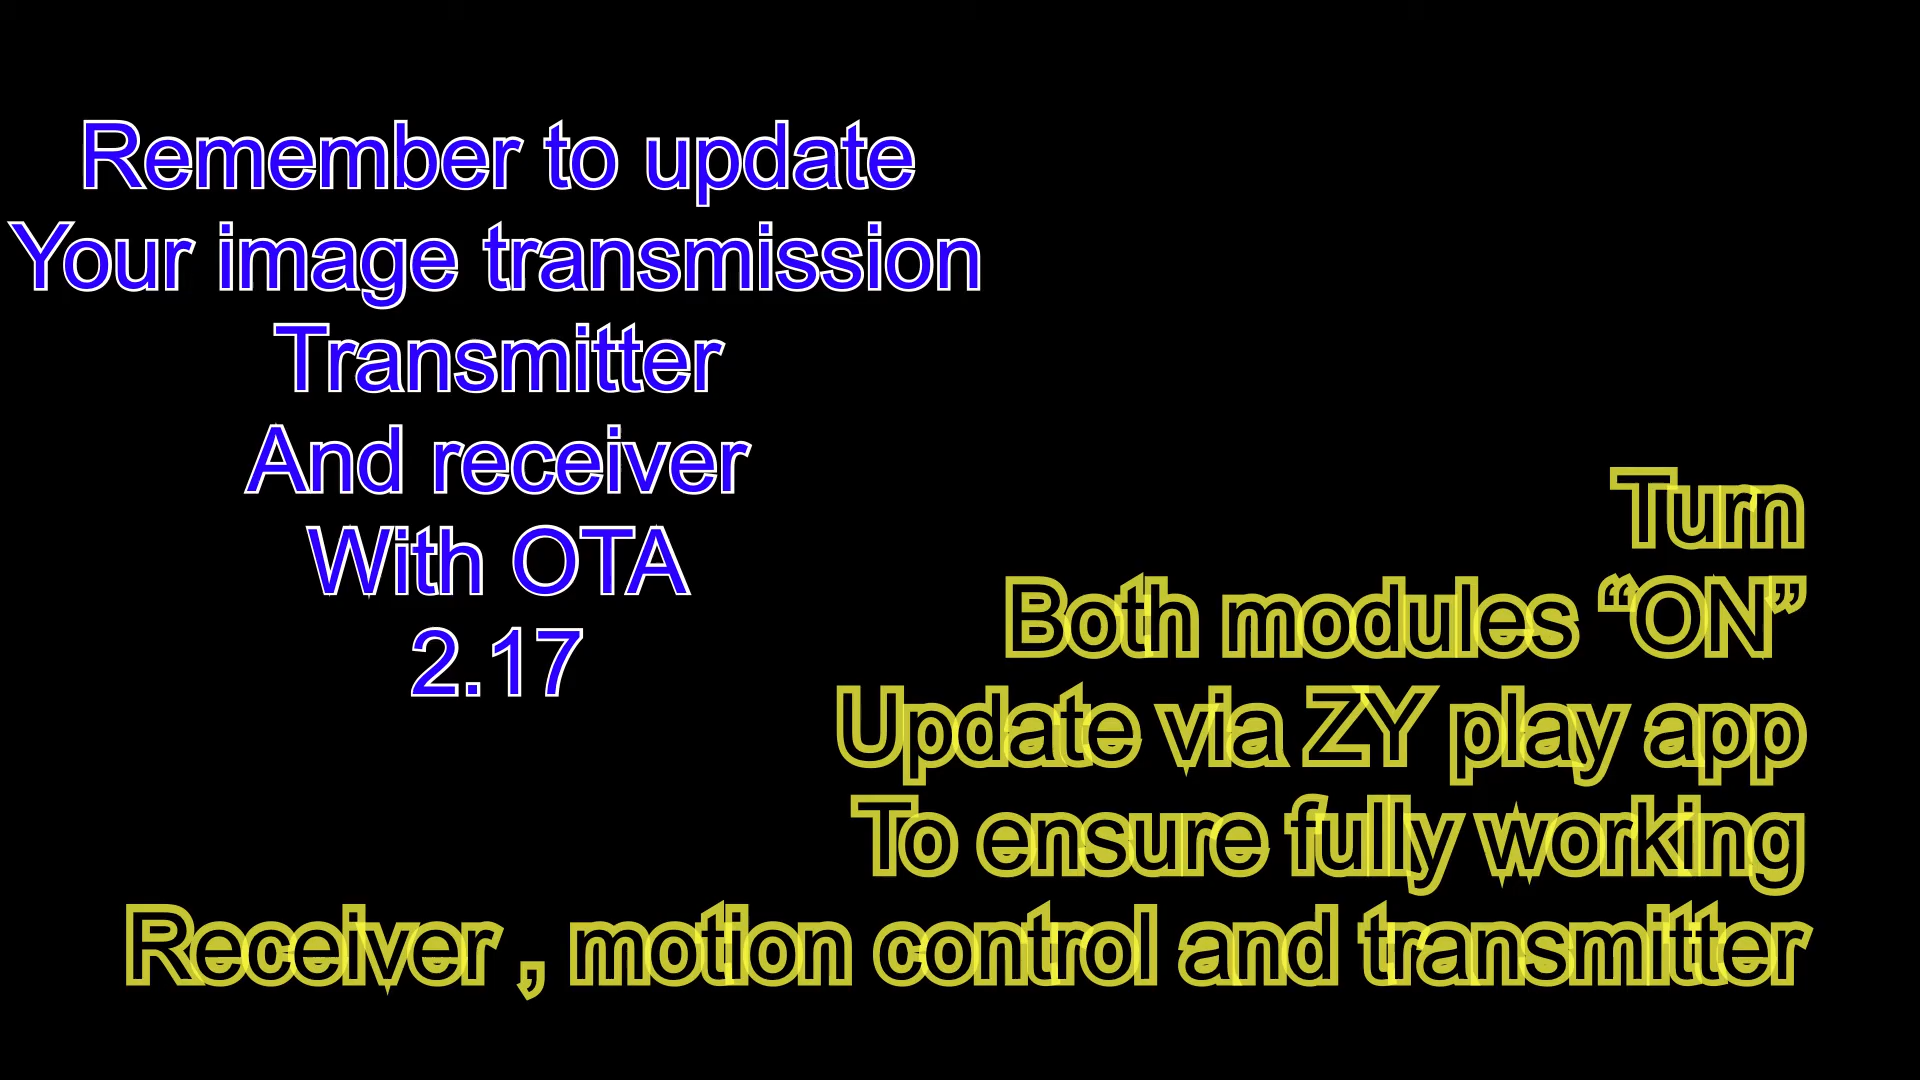 Remember to update
Your image transmission
Transmitter
And receiver
With OTA
2.17
Turn
Both modules “ON”
Update via ZY play app
To ensure fully working
Receiver , motion control and transmitter